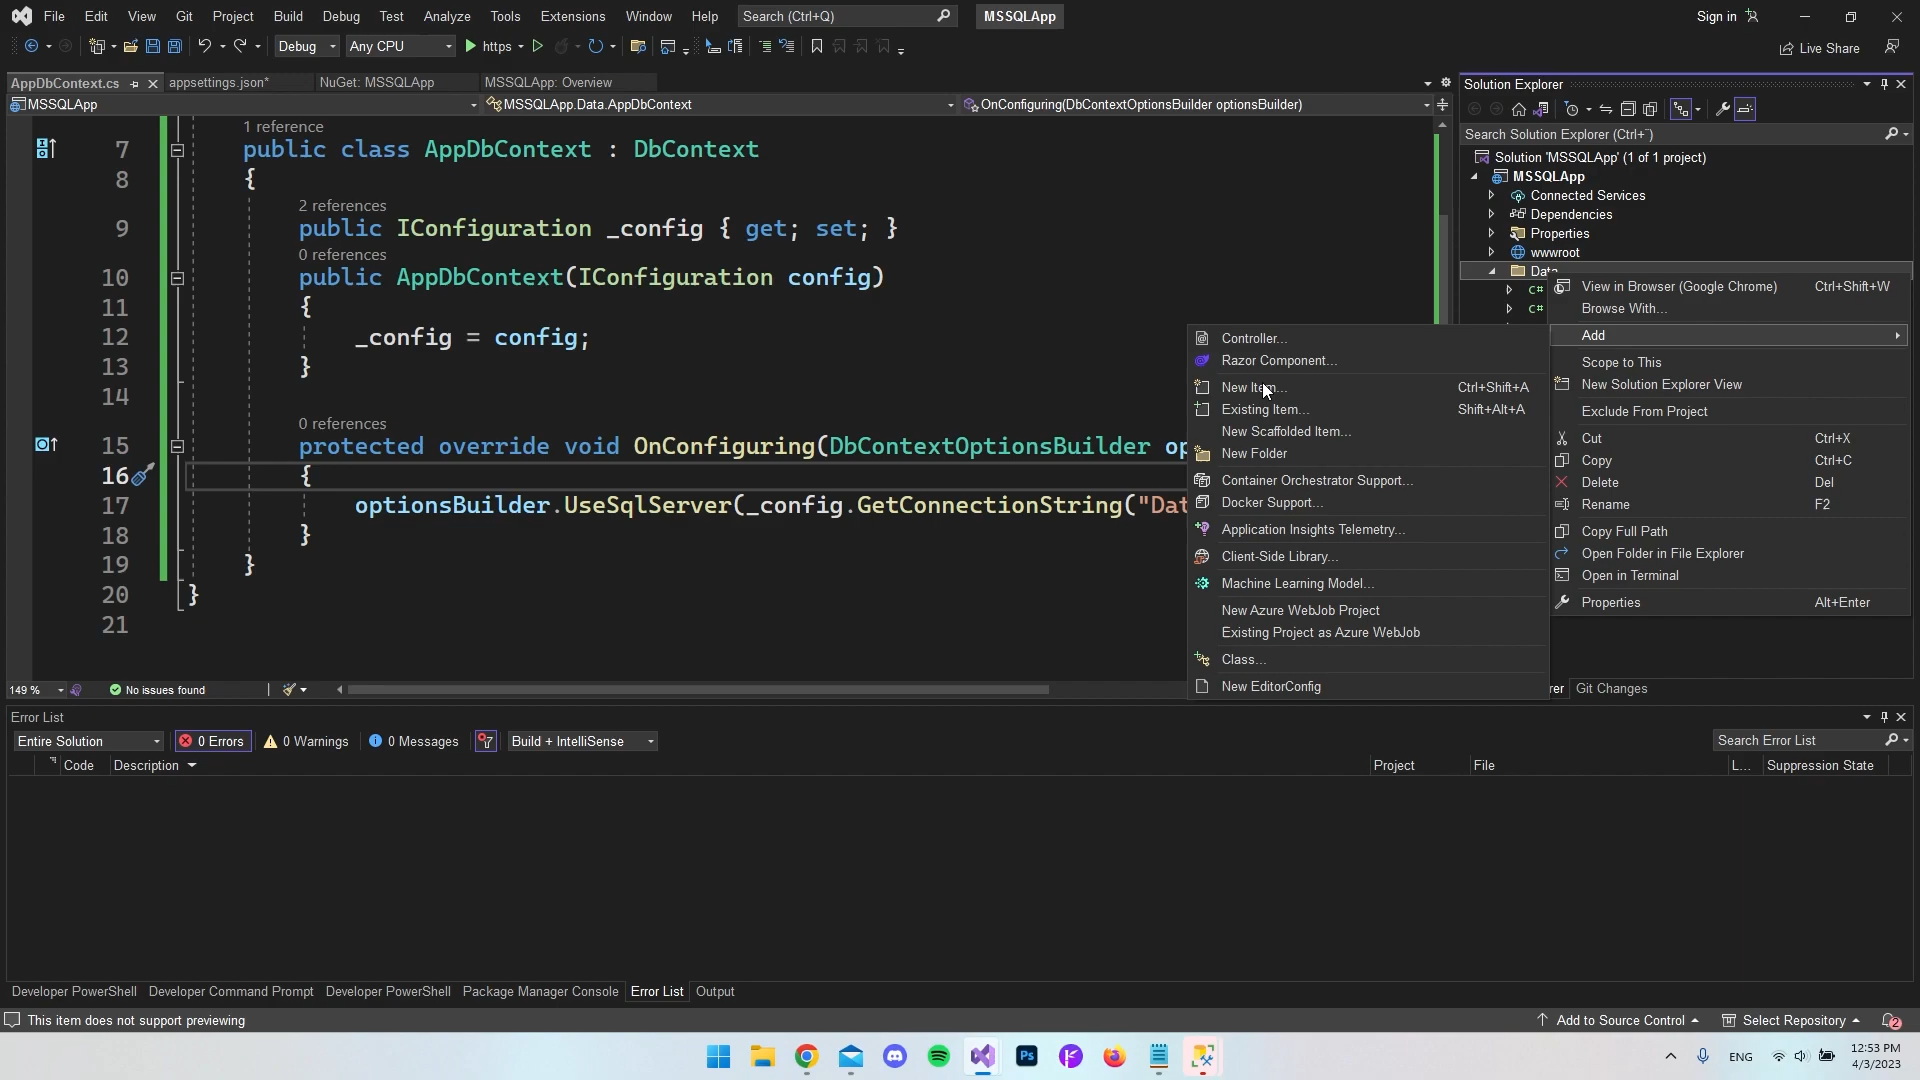 File Edit View Git Project Build Debug Test Analyze Tools Extensions Window Help Search (Ctrl+Q) MSSQLApp Sign in
Debug Any CPU https Live Share
AppDbContext.cs appsettings.json* NuGet: MSSQLApp MSSQLApp: Overview
MSSQLApp MSSQLApp.Data.AppDbContext OnConfiguring(DbContextOptionsBuilder optionsBuilder)
1 reference
7 public class AppDbContext : DbContext
8 {
2 references
9 public IConfiguration _config { get; set; }
0 references
10 public AppDbContext(IConfiguration config)
11 {
12 _config = config;
13 }
14
0 references
15 protected override void OnConfiguring(DbContextOptionsBuilder op
16 {
17 optionsBuilder.UseSqlServer(_config.GetConnectionString("Dat
18 }
19 }
20 }
21
149 % No issues found
Solution Explorer
Search Solution Explorer (Ctrl+¨)
Solution 'MSSQLApp' (1 of 1 project)
MSSQLApp
Connected Services
Dependencies
Properties
wwwroot
Data
C#
C#
View in Browser (Google Chrome) Ctrl+Shift+W
Browse With...
Add
Scope to This
New Solution Explorer View
Exclude From Project
Cut Ctrl+X
Copy Ctrl+C
Delete Del
Rename F2
Copy Full Path
Open Folder in File Explorer
Open in Terminal
Properties Alt+Enter
Controller...
Razor Component...
New Item... Ctrl+Shift+A
Existing Item... Shift+Alt+A
New Scaffolded Item...
New Folder
Container Orchestrator Support...
Docker Support...
Application Insights Telemetry...
Client-Side Library...
Machine Learning Model...
New Azure WebJob Project
Existing Project as Azure WebJob
Class...
New EditorConfig
rer Git Changes
Error List
Entire Solution 0 Errors 0 Warnings 0 Messages Build + IntelliSense Search Error List
Code Description Project File L... Suppression State
Developer PowerShell Developer Command Prompt Developer PowerShell Package Manager Console Error List Output
This item does not support previewing Add to Source Control Select Repository 2
Ps ENG 12:53 PM
4/3/2023